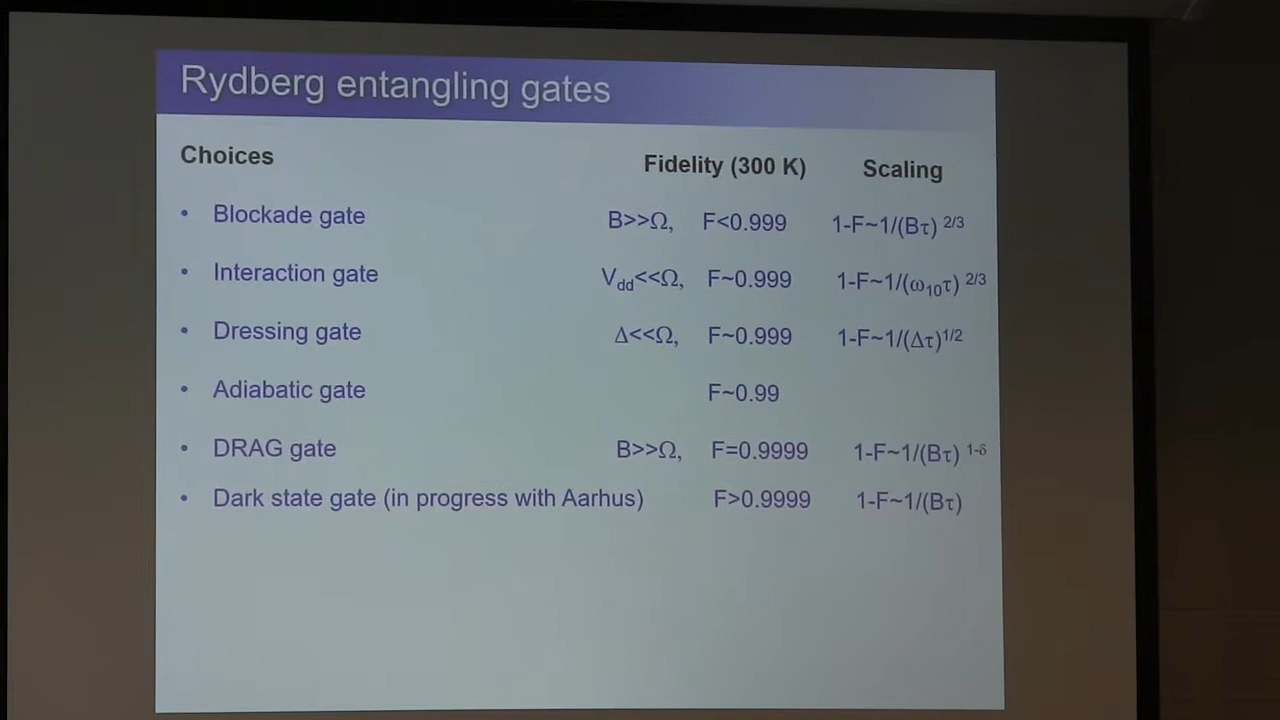 Rydberg entangling gates
Choices Fidelity (300 K) Scaling
• Blockade gate B>>Ω, F<0.999 1-F~1/(Bτ) 2/3
• Interaction gate Vdd<<Ω, F~0.999 1-F~1/(ω10τ) 2/3
• Dressing gate Δ<<Ω, F~0.999 1-F~1/(Δτ)1/2
• Adiabatic gate F~0.99
• DRAG gate B>>Ω, F=0.9999 1-F~1/(Bτ) 1-δ
• Dark state gate (in progress with Aarhus) F>0.9999 1-F~1/(Bτ)